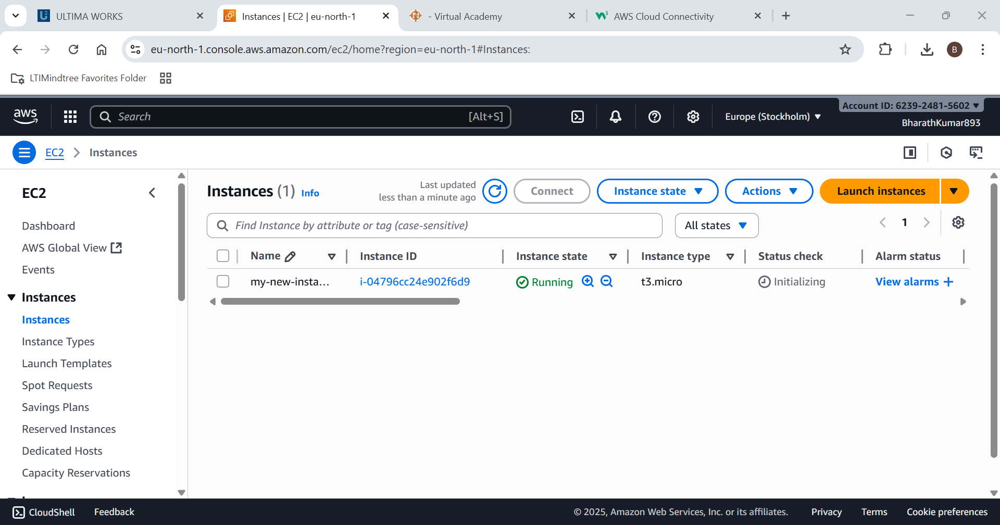 ULTIMA WORKS
Instances | EC2 | eu-north-1
- Virtual Academy
AWS Cloud Connectivity
eu-north-1.console.aws.amazon.com/ec2/home?region=eu-north-1#Instances:
B
LTIMindtree Favorites Folder
aws
Search
[Alt+S]
Europe (Stockholm)
Account ID: 6239-2481-5602
BharathKumar893
EC2
Instances
EC2
Dashboard
AWS Global View
Events
Instances
Instances
Instance Types
Launch Templates
Spot Requests
Savings Plans
Reserved Instances
Dedicated Hosts
Capacity Reservations
Instances (1) Info
Last updated
less than a minute ago
Connect
Instance state
Actions
Launch instances
Find Instance by attribute or tag (case-sensitive)
All states
1
Name Instance ID Instance state Instance type Status check Alarm status
my-new-insta... i-04796cc24e902f6d9 Running t3.micro Initializing View alarms +
CloudShell
Feedback
© 2025, Amazon Web Services, Inc. or its affiliates.
Privacy
Terms
Cookie preferences